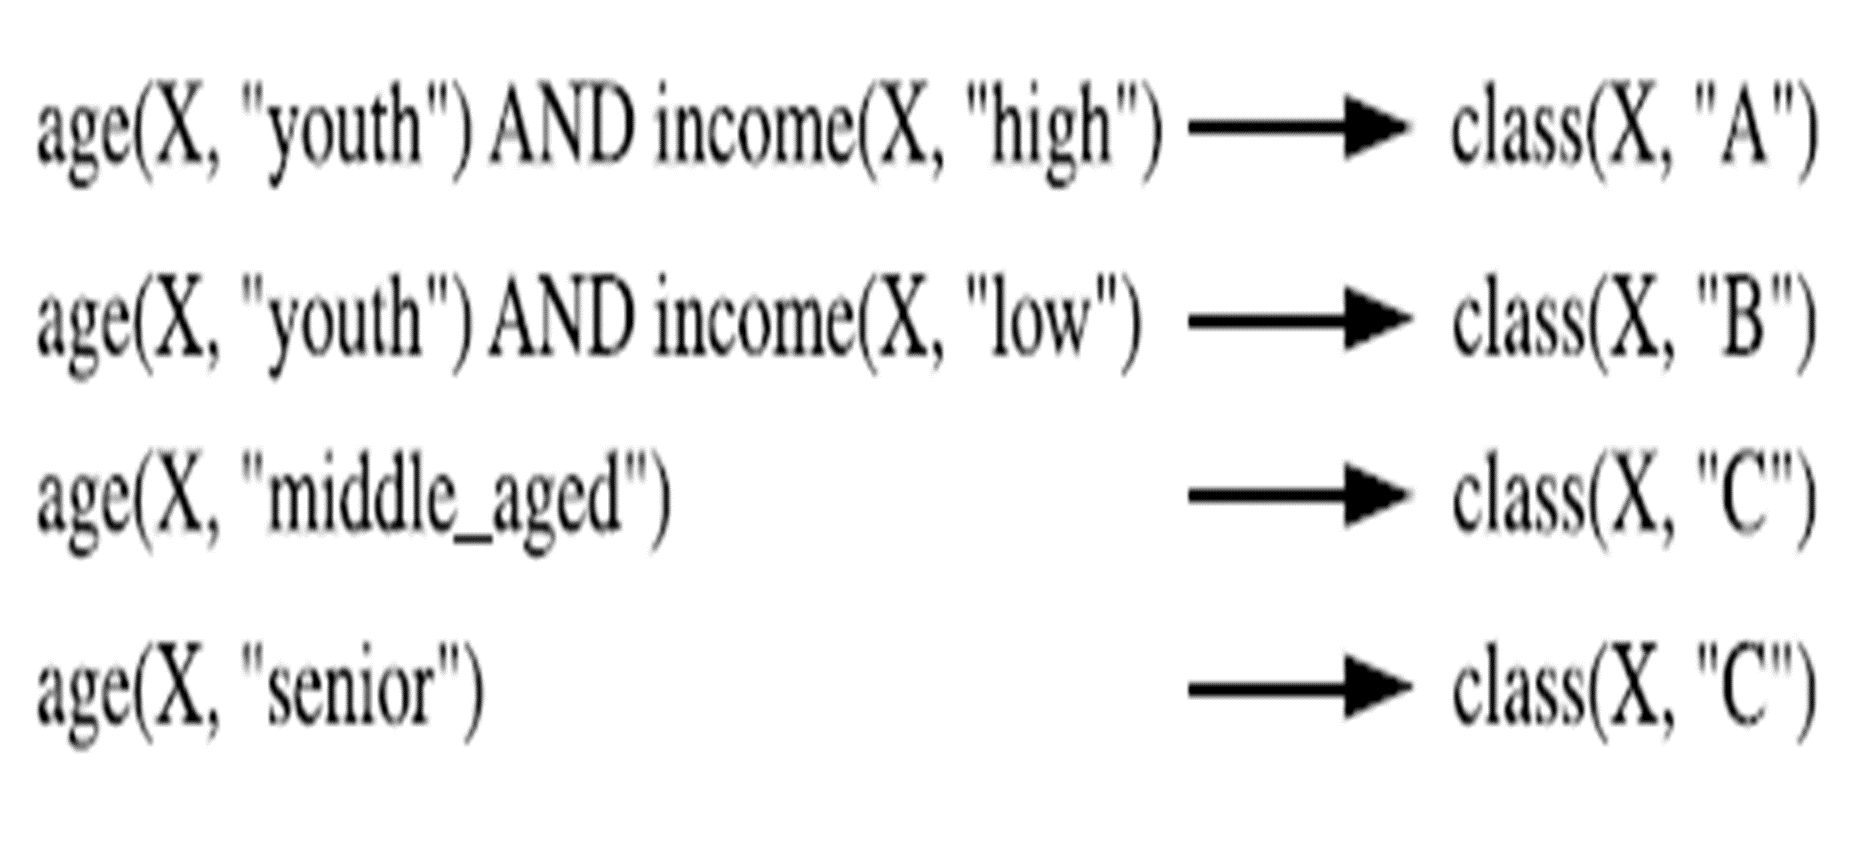 age(X, "youth") AND income(X, "high") → class(X, "A")
age(X, "youth") AND income(X, "low") → class(X, "B")
age(X, "middle_aged") → class(X, "C")
age(X, "senior") → class(X, "C")